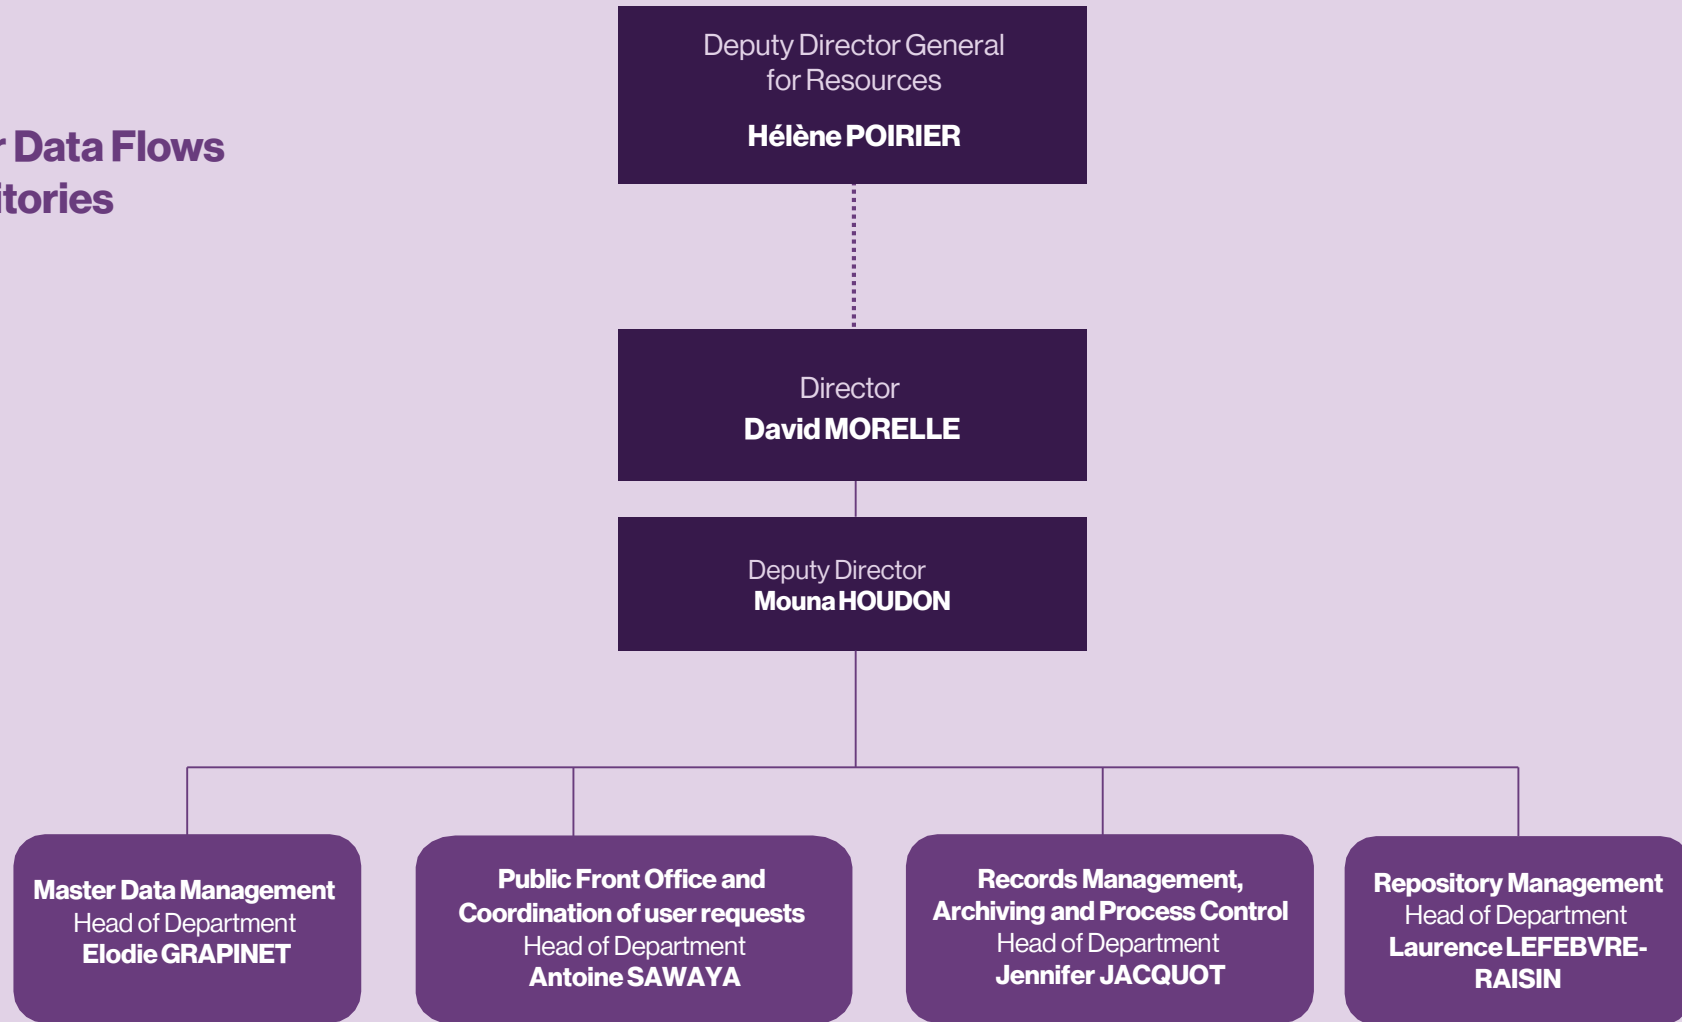 Deputy Director General
for Resources
Hélène POIRIER
Data Flows
Director
David MORELLE
Deputy Director
Mouna HOUDON
Master Data Management
Head of Department
Elodie GRAPINET
Public Front Office and
Coordination of user requests
Head of Department
Antoine SAWAYA
Records Management,
Archiving and Process Control
Head of Department
Jennifer JACQUOT
Repository Management
Head of Department
Laurence LEFEBVRE-
RAISIN